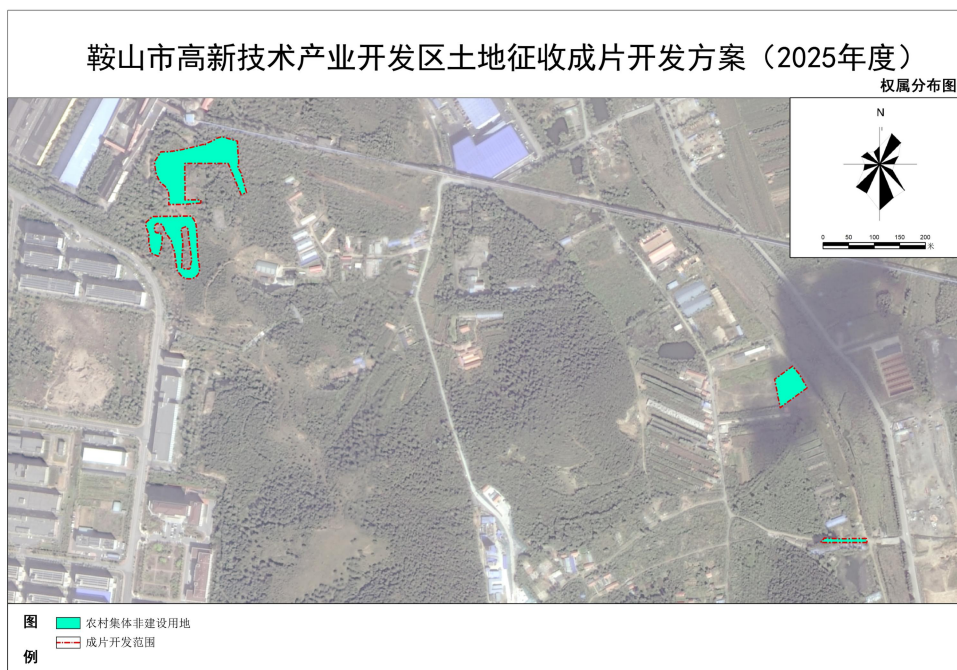 鞍山市高新技术产业开发区土地征收成片开发方案（2025年度）
权属分布图
N
0 50 100 150 200
米
图例
农村集体非建设用地
成片开发范围